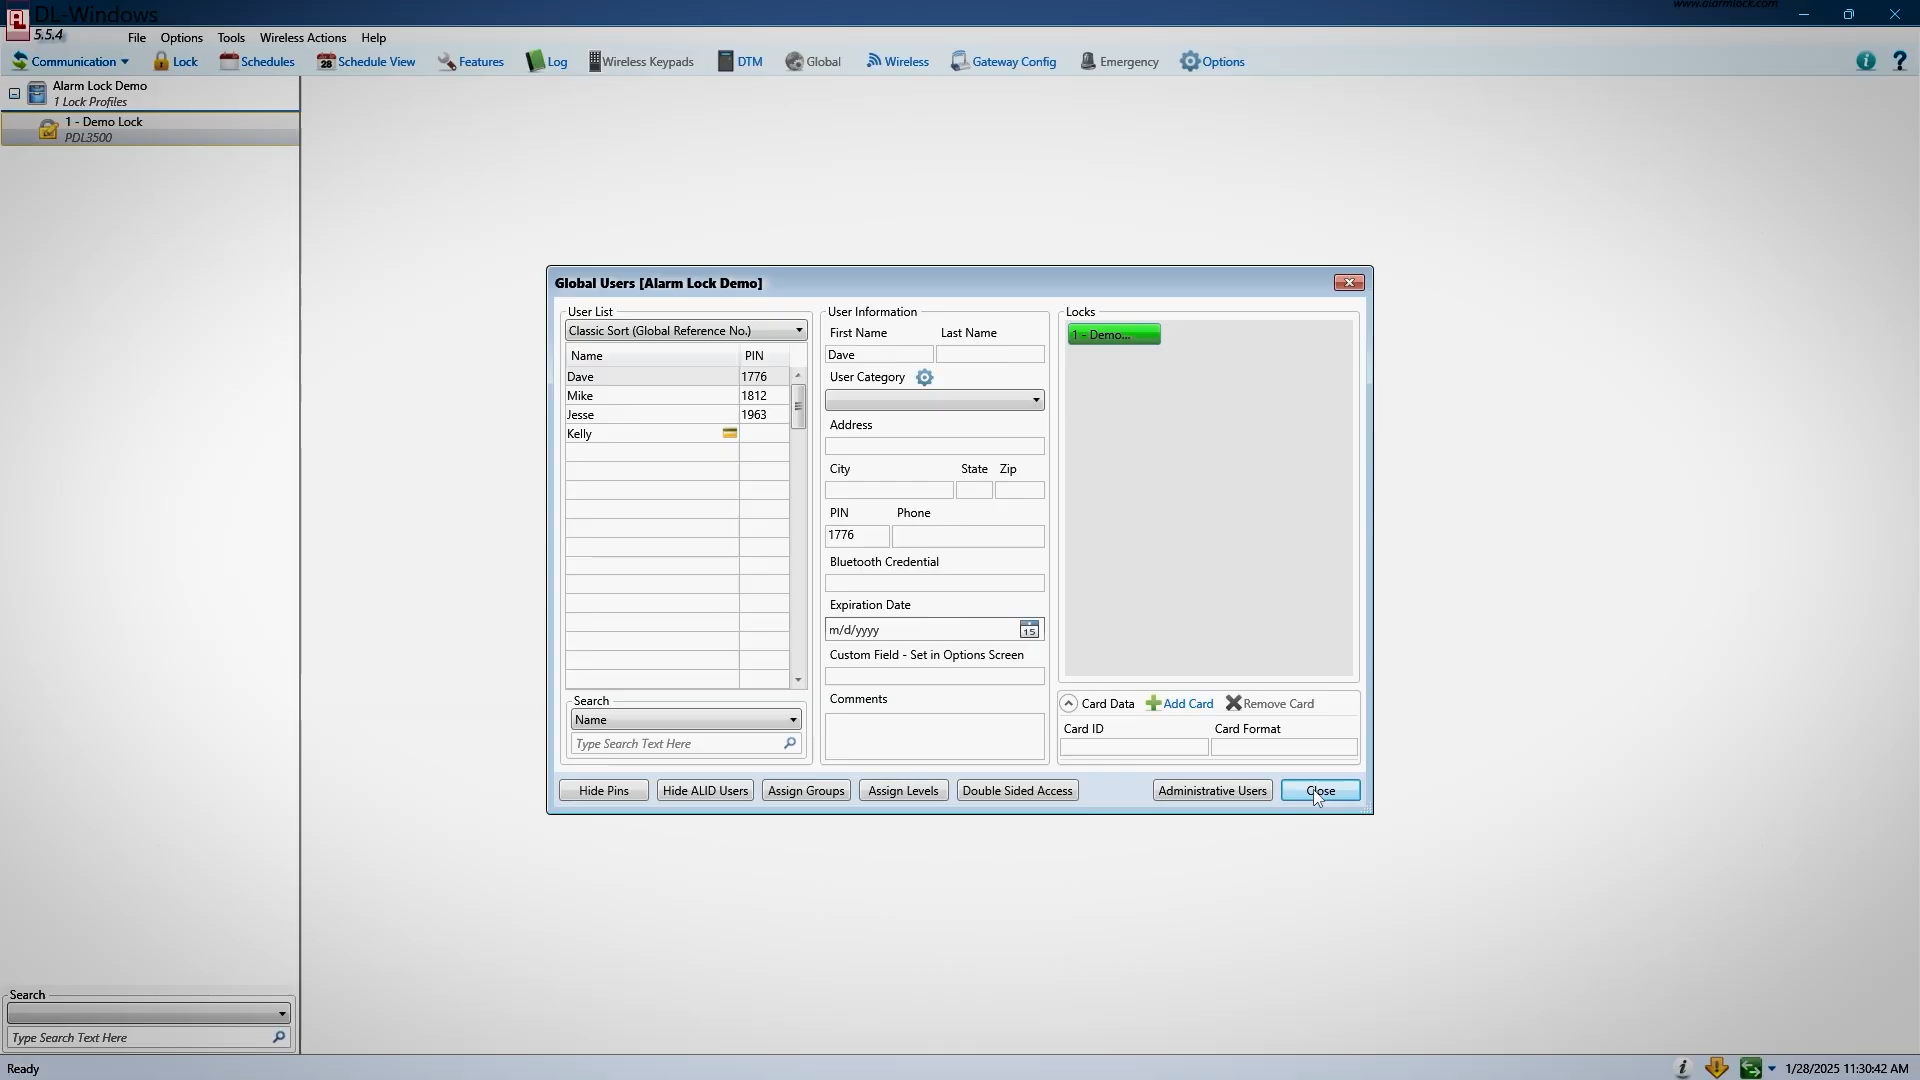 DL-Windows
www.alarmlock.com
5.5.4
File Options Tools Wireless Actions Help
Communication Lock Schedules 28 Schedule View Features Log Wireless Keypads DTM Global Wireless Gateway Config Emergency Options
Alarm Lock Demo
1 Lock Profiles
1 - Demo Lock
PDL3500
Global Users [Alarm Lock Demo]
User List
Classic Sort (Global Reference No.)
Name PIN
Dave 1776
Mike 1812
Jesse 1963
Kelly
Search
Name
Type Search Text Here
User Information
First Name Last Name
Dave
User Category
Address
City State Zip
PIN Phone
1776
Bluetooth Credential
Expiration Date
m/d/yyyy 15
Custom Field - Set in Options Screen
Comments
Locks
1 - Demo...
Card Data Add Card Remove Card
Card ID Card Format
Hide Pins Hide ALID Users Assign Groups Assign Levels Double Sided Access Administrative Users Close
Search
Type Search Text Here
Ready
1/28/2025 11:30:42 AM